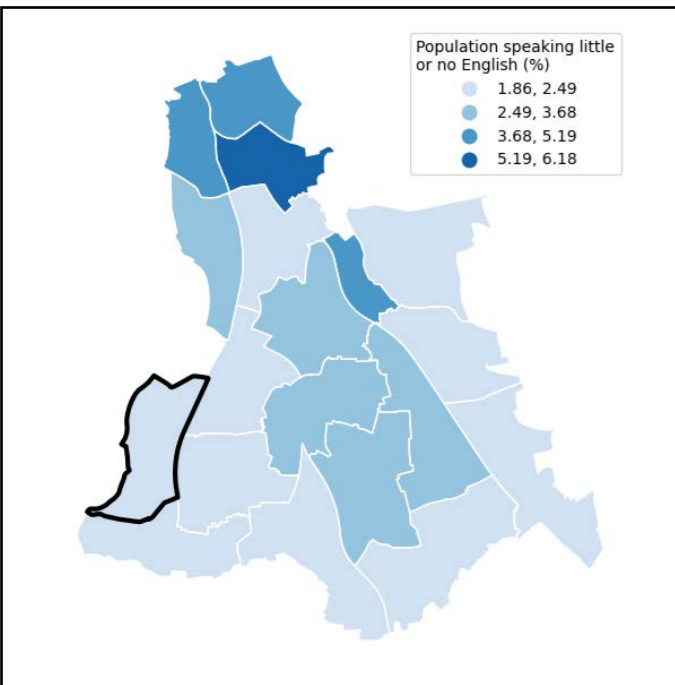 Population speaking little
or no English (%)
1.86, 2.49
2.49, 3.68
3.68, 5.19
5.19, 6.18